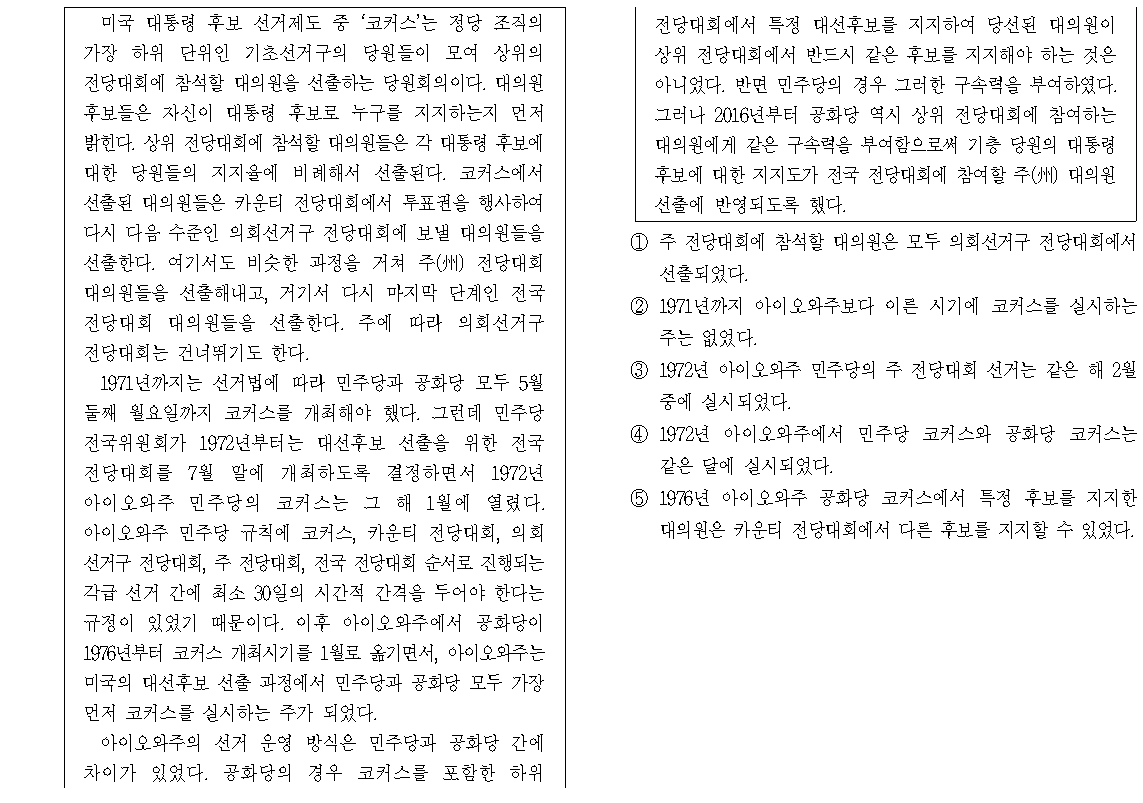 미국 대통령 후보 선거제도 중 ‘코커스’는 정당 조직의
가장 하위 단위인 기초선거구의 당원들이 모여 상위의
전당대회에 참석할 대의원을 선출하는 당원회의이다. 대의원
후보들은 자신이 대통령 후보로 누구를 지지하는지 먼저
밝힌다. 상위 전당대회에 참석할 대의원들은 각 대통령 후보에
대한 당원들의 지지율에 비례해서 선출된다. 코커스에서
선출된 대의원들은 카운티 전당대회에서 투표권을 행사하여
다시 다음 수준인 의회선거구 전당대회에 보낼 대의원들을
선출한다. 여기서도 비슷한 과정을 거쳐 주(州) 전당대회
대의원들을 선출해내고, 거기서 다시 마지막 단계인 전국
전당대회 대의원들을 선출한다. 주에 따라 의회선거구
전당대회는 건너뛰기도 한다.
1971년까지는 선거법에 따라 민주당과 공화당 모두 5월
둘째 월요일까지 코커스를 개최해야 했다. 그런데 민주당
전국위원회가 1972년부터는 대선후보 선출을 위한 전국
전당대회를 7월 말에 개최하도록 결정하면서 1972년
아이오와주 민주당의 코커스는 그 해 1월에 열렸다.
아이오와주 민주당 규칙에 코커스, 카운티 전당대회, 의회
선거구 전당대회, 주 전당대회, 전국 전당대회 순서로 진행되는
각급 선거 간에 최소 30일의 시간적 간격을 두어야 한다는
규정이 있었기 때문이다. 이후 아이오와주에서 공화당이
1976년부터 코커스 개최시기를 1월로 옮기면서, 아이오와주는
미국의 대선후보 선출 과정에서 민주당과 공화당 모두 가장
먼저 코커스를 실시하는 주가 되었다.
아이오와주의 선거 운영 방식은 민주당과 공화당 간에
차이가 있었다. 공화당의 경우 코커스를 포함한 하위
전당대회에서 특정 대선후보를 지지하여 당선된 대의원이
상위 전당대회에서 반드시 같은 후보를 지지해야 하는 것은
아니었다. 반면 민주당의 경우 그러한 구속력을 부여하였다.
그러나 2016년부터 공화당 역시 상위 전당대회에 참여하는
대의원에게 같은 구속력을 부여함으로써 기층 당원의 대통령
후보에 대한 지지도가 전국 전당대회에 참여할 주(州) 대의원
선출에 반영되도록 했다.
① 주 전당대회에 참석할 대의원은 모두 의회선거구 전당대회에서
선출되었다.
② 1971년까지 아이오와주보다 이른 시기에 코커스를 실시하는
주는 없었다.
③ 1972년 아이오와주 민주당의 주 전당대회 선거는 같은 해 2월
중에 실시되었다.
④ 1972년 아이오와주에서 민주당 코커스와 공화당 코커스는
같은 달에 실시되었다.
⑤ 1976년 아이오와주 공화당 코커스에서 특정 후보를 지지한
대의원은 카운티 전당대회에서 다른 후보를 지지할 수 있었다.